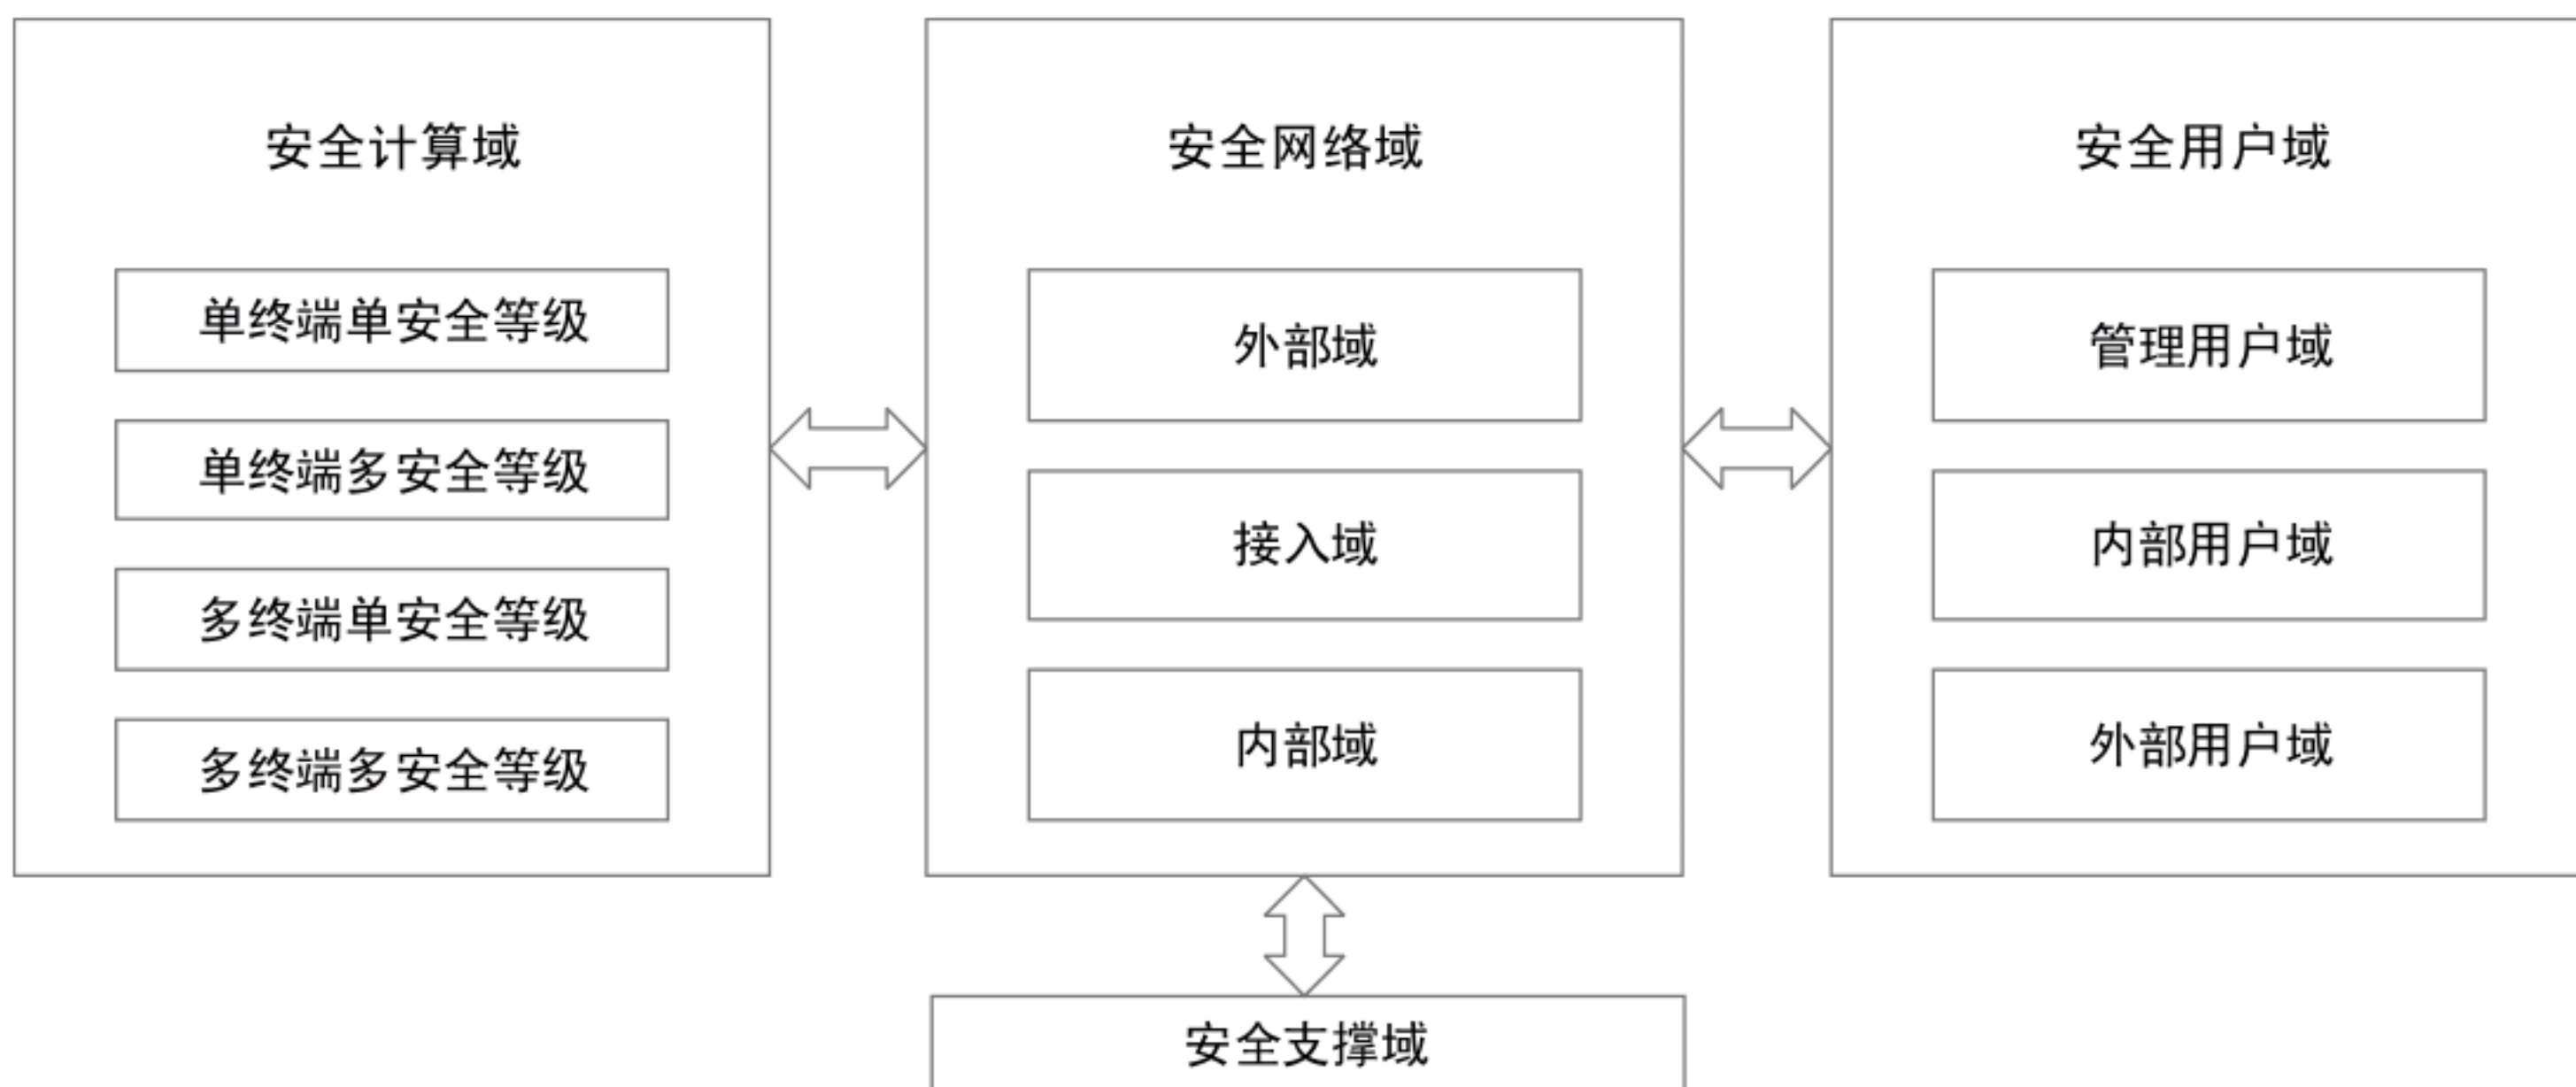 安全计算域
单终端单安全等级
单终端多安全等级
多终端单安全等级
多终端多安全等级
安全网络域
外部域
接入域
内部域
安全用户域
管理用户域
内部用户域
外部用户域
安全支撑域